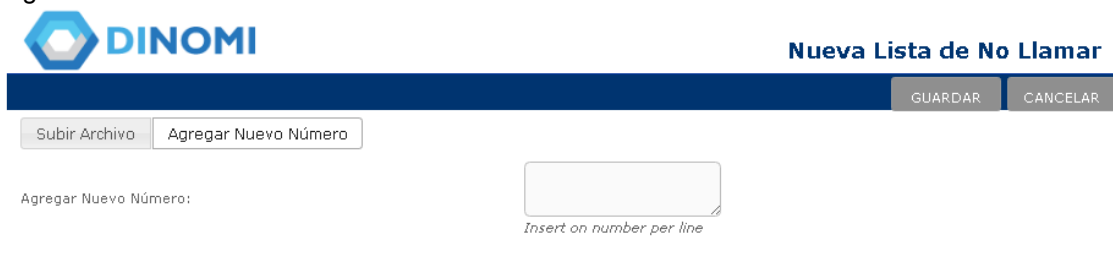 DINOMI
Nueva Lista de No Llamar
GUARDAR CANCELAR
Subir Archivo Agregar Nuevo Número
Agregar Nuevo Número:
Insert on number per line